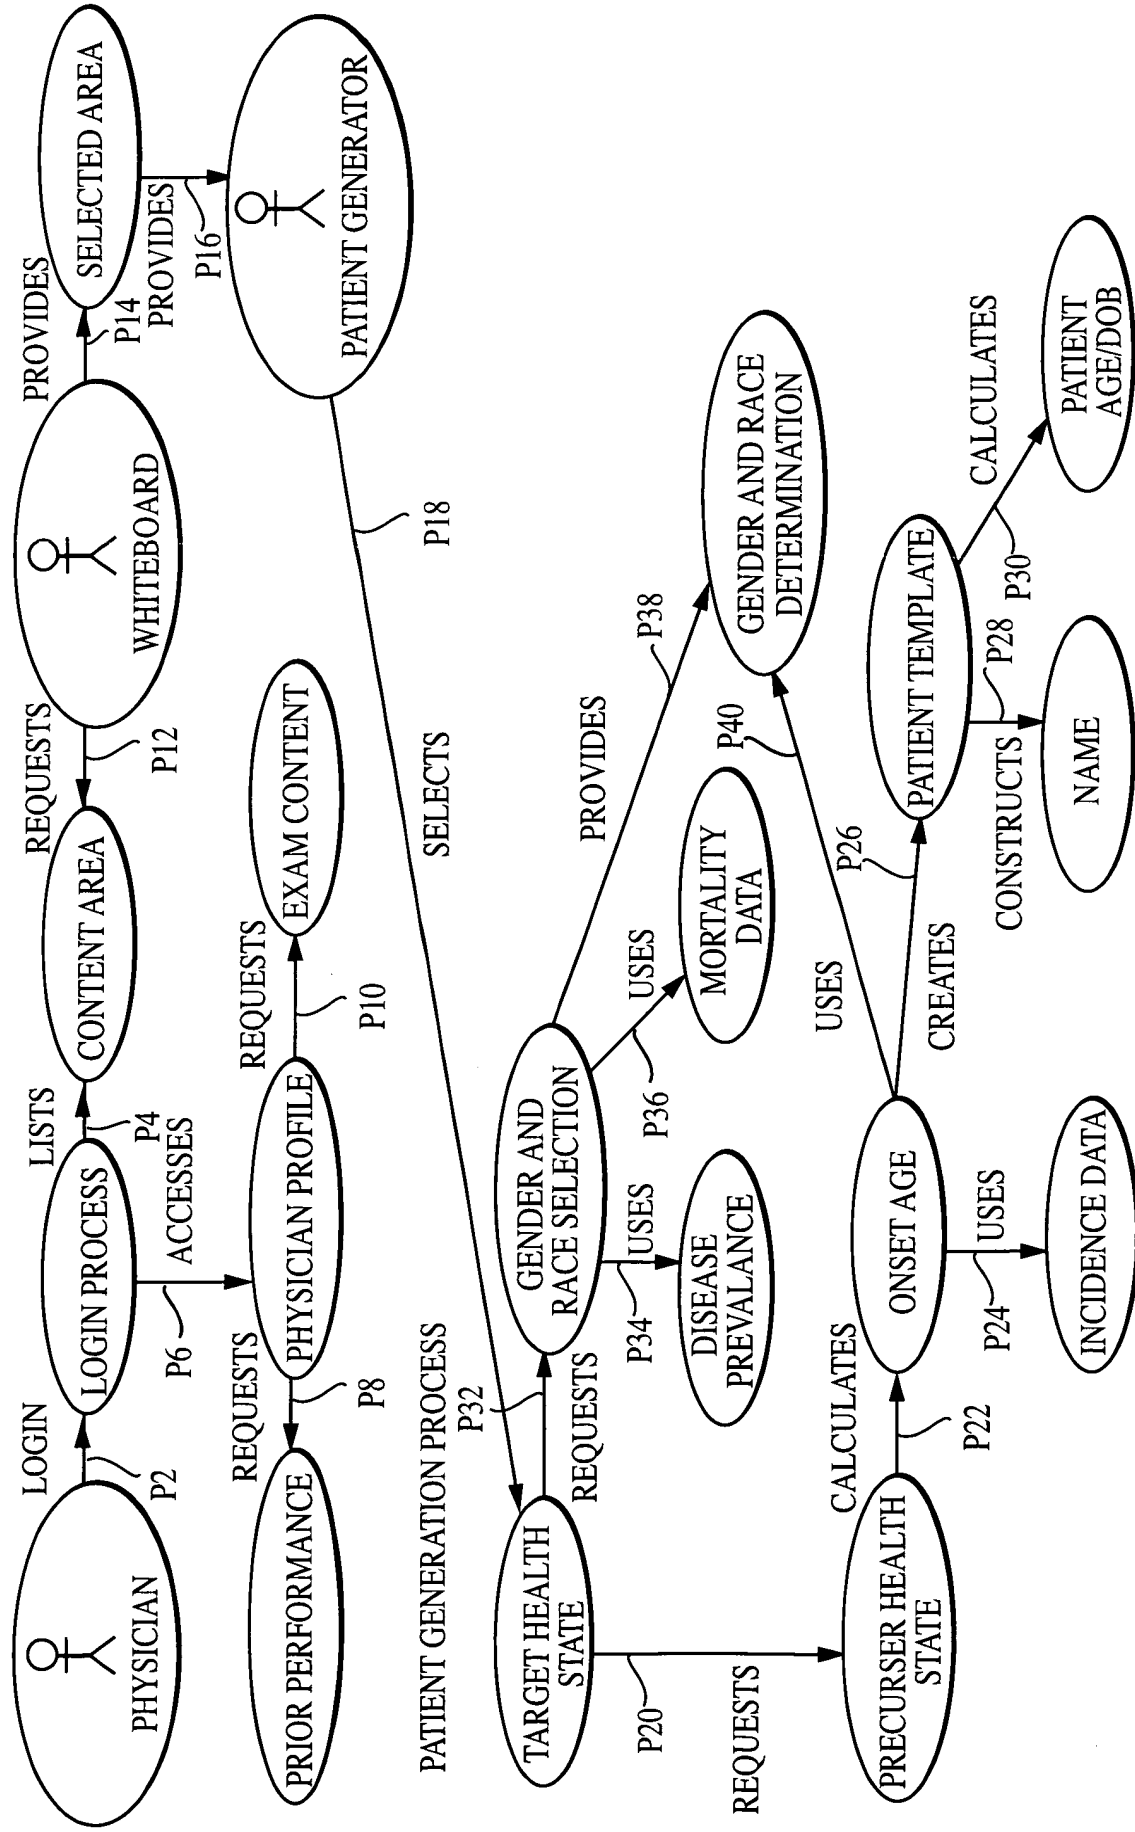 LOGIN
LISTS
REQUESTS
PROVIDES
PHYSICIAN
P2
LOGIN PROCESS
P4
CONTENT AREA
P12
WHITEBOARD
P14
SELECTED AREA
P6
ACCESSES
PROVIDES
P16
REQUESTS
REQUESTS
PRIOR PERFORMANCE
P8
PHYSICIAN PROFILE
P10
EXAM CONTENT
PATIENT GENERATOR
PATIENT GENERATION PROCESS
SELECTS
P18
P32
TARGET HEALTH
STATE
REQUESTS
GENDER AND
RACE SELECTION
PROVIDES
P38
P20
P34
USES
P36
USES
DISEASE
PREVALANCE
MORTALITY
DATA
P40
GENDER AND RACE
DETERMINATION
REQUESTS
CALCULATES
USES
P26
PRECURSER HEALTH
STATE
P22
ONSET AGE
CREATES
PATIENT TEMPLATE
CALCULATES
P24
USES
CONSTRUCTS
P28
P30
INCIDENCE DATA
NAME
PATIENT
AGE/DOB